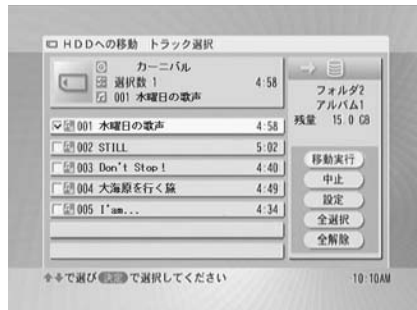 HDDへの移動 トラック選択
カーニバル
選択数 1 4:58
001 水曜日の歌声
フォルダ2
アルバム1
残量 15.0 GB
001 水曜日の歌声 4:58
002 STILL 5:02
003 Don't Stop! 4:40
004 大海原を行く旅 4:49
005 I'am... 4:34
移動実行
中止
設定
全選択
全解除
で選び 決定 で選択してください 10:10AM